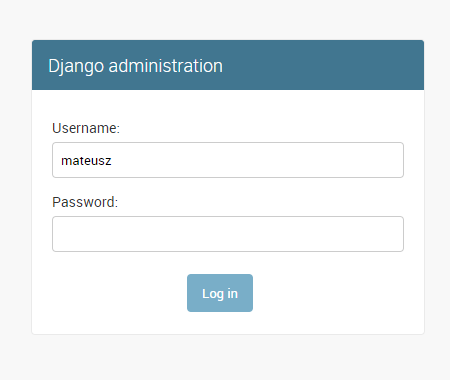 Django administration
Username:
mateusz
Password:
Log in